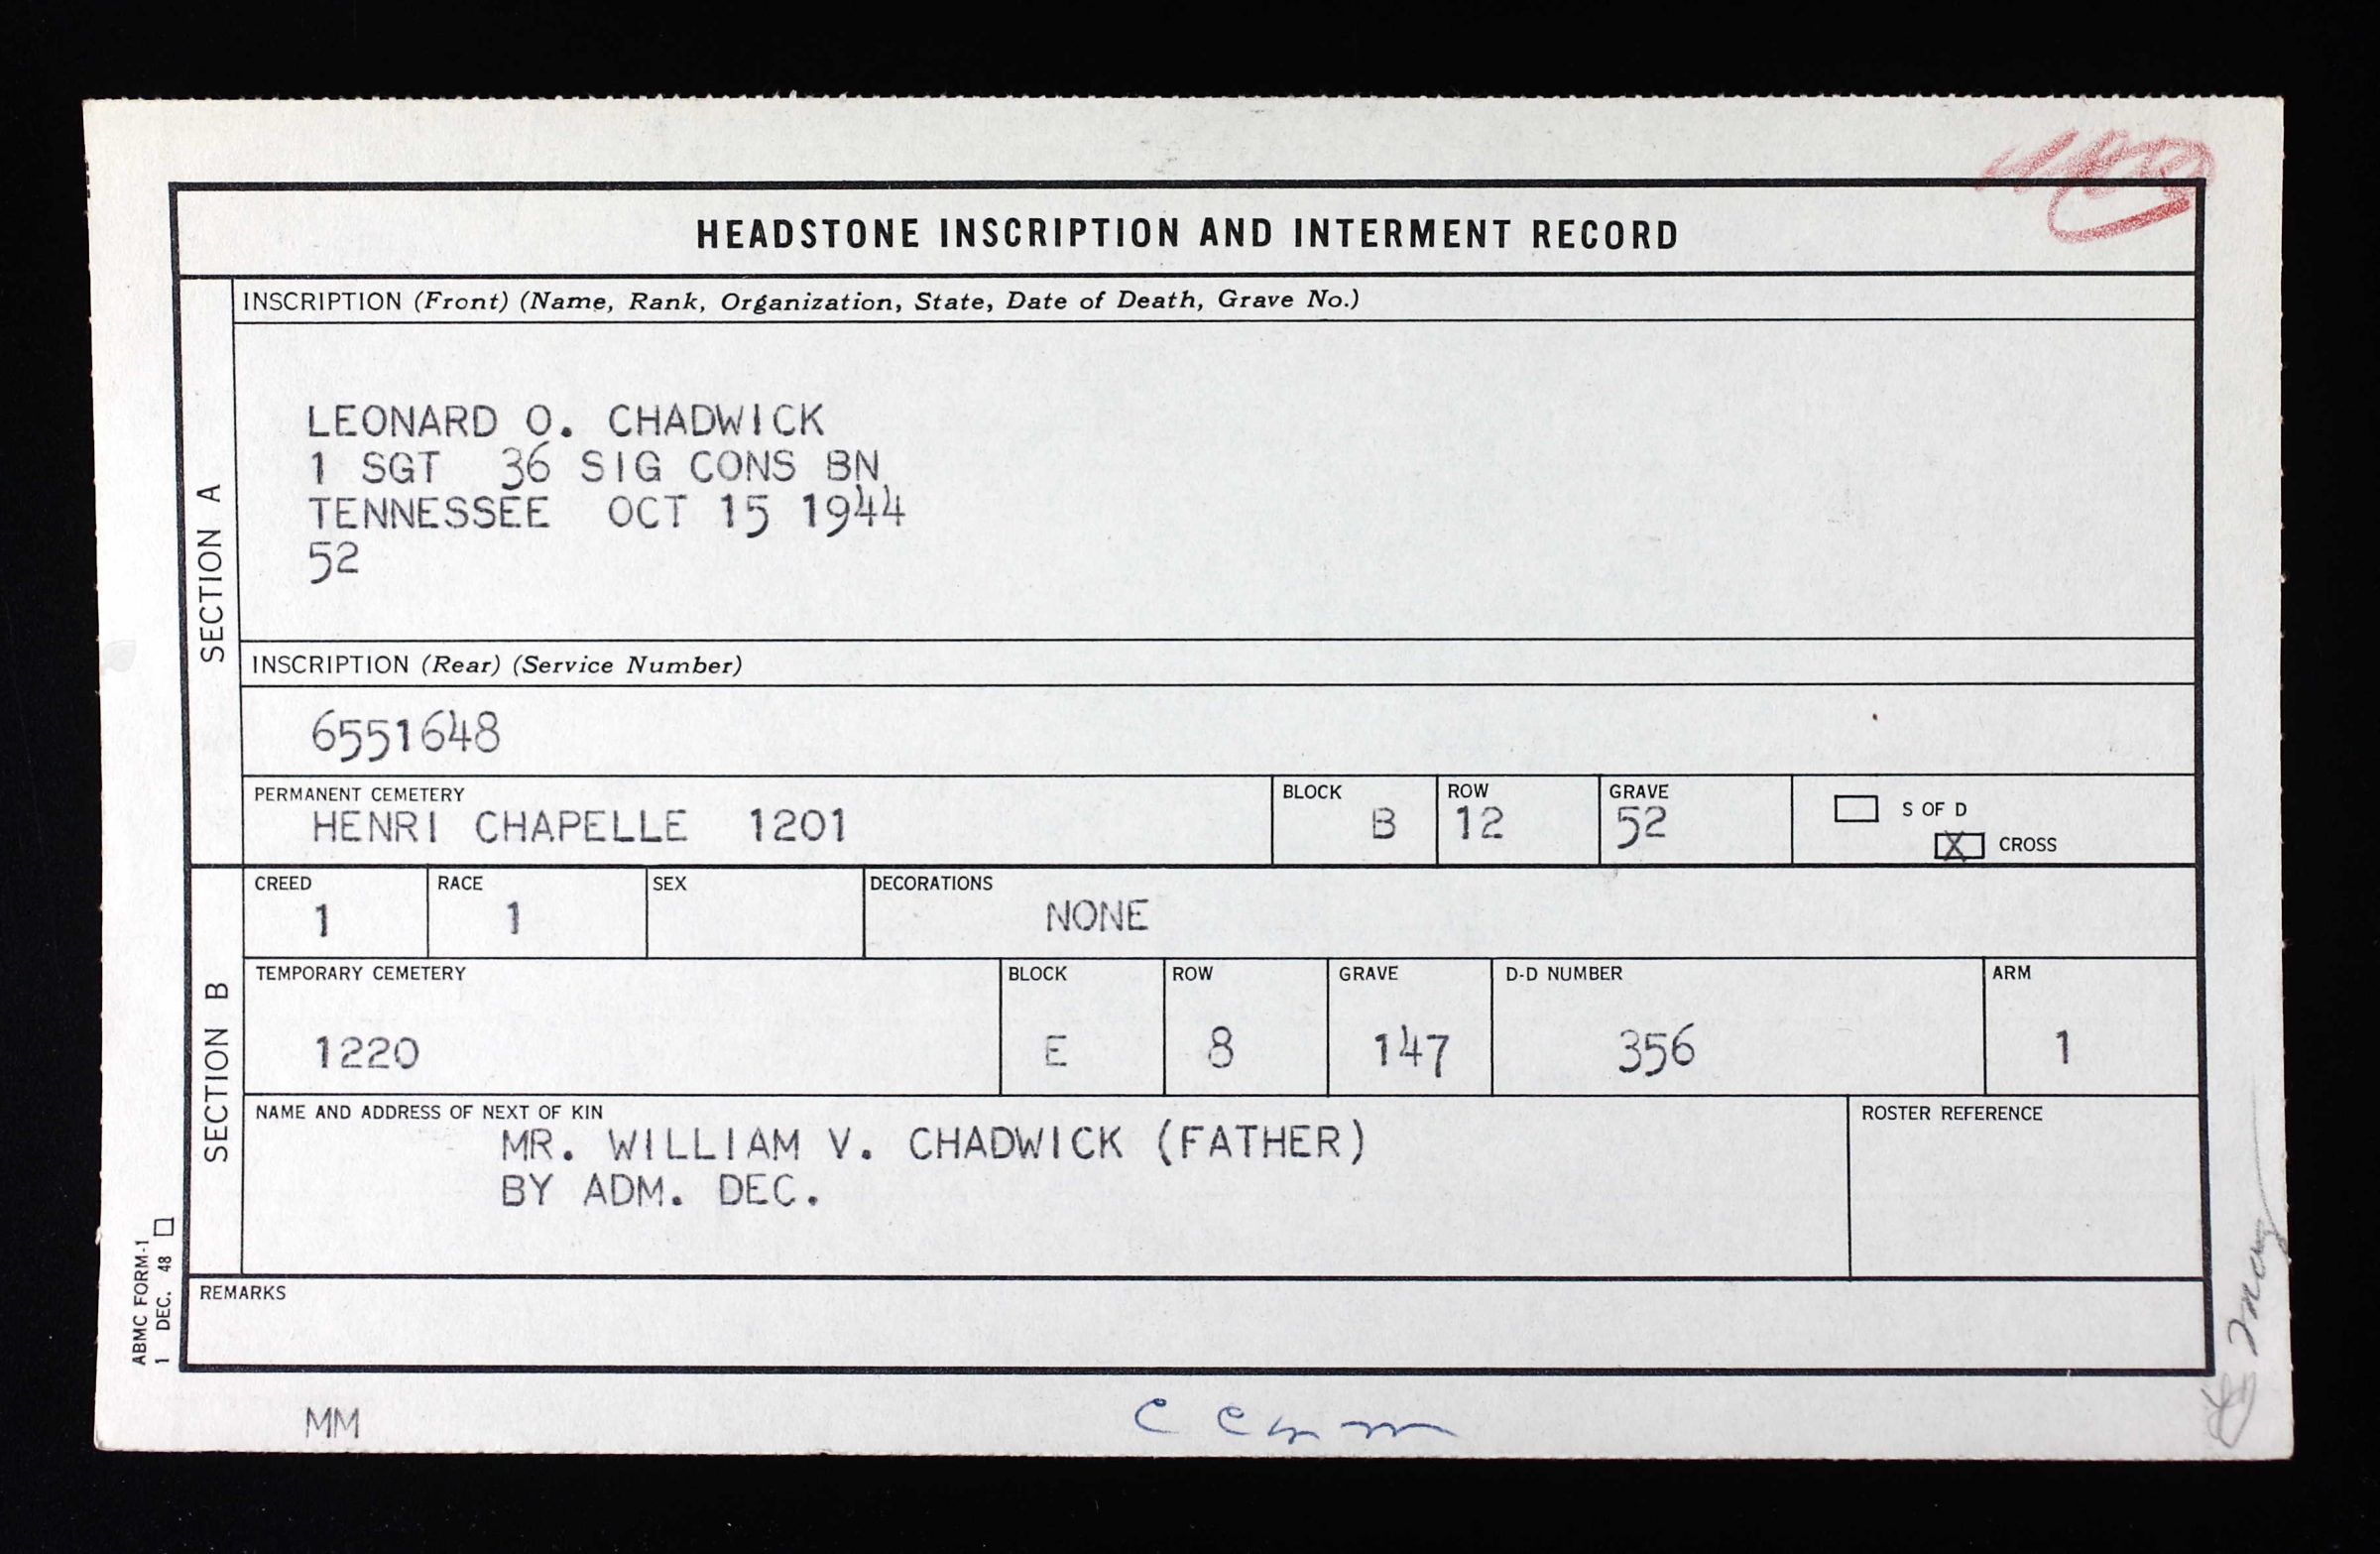 HEADSTONE INSCRIPTION AND INTERMENT RECORD
SECTION A
INSCRIPTION (Front) (Name, Rank, Organization, State, Date of Death, Grave No.)
LEONARD O. CHADWICK
1 SGT 36 SIG CONS BN
TENNESSEE OCT 15 1944
52
INSCRIPTION (Rear) (Service Number)
6551648
PERMANENT CEMETERY BLOCK ROW GRAVE
HENRI CHAPELLE 1201 B 12 52
S OF D
X CROSS
SECTION B
CREED RACE SEX DECORATIONS
1 1 NONE
TEMPORARY CEMETERY BLOCK ROW GRAVE D-D NUMBER ARM
1220 E 8 147 356 1
NAME AND ADDRESS OF NEXT OF KIN ROSTER REFERENCE
MR. WILLIAM V. CHADWICK (FATHER)
BY ADM. DEC.
REMARKS
ABMC FORM-1
1 DEC. 48
MM